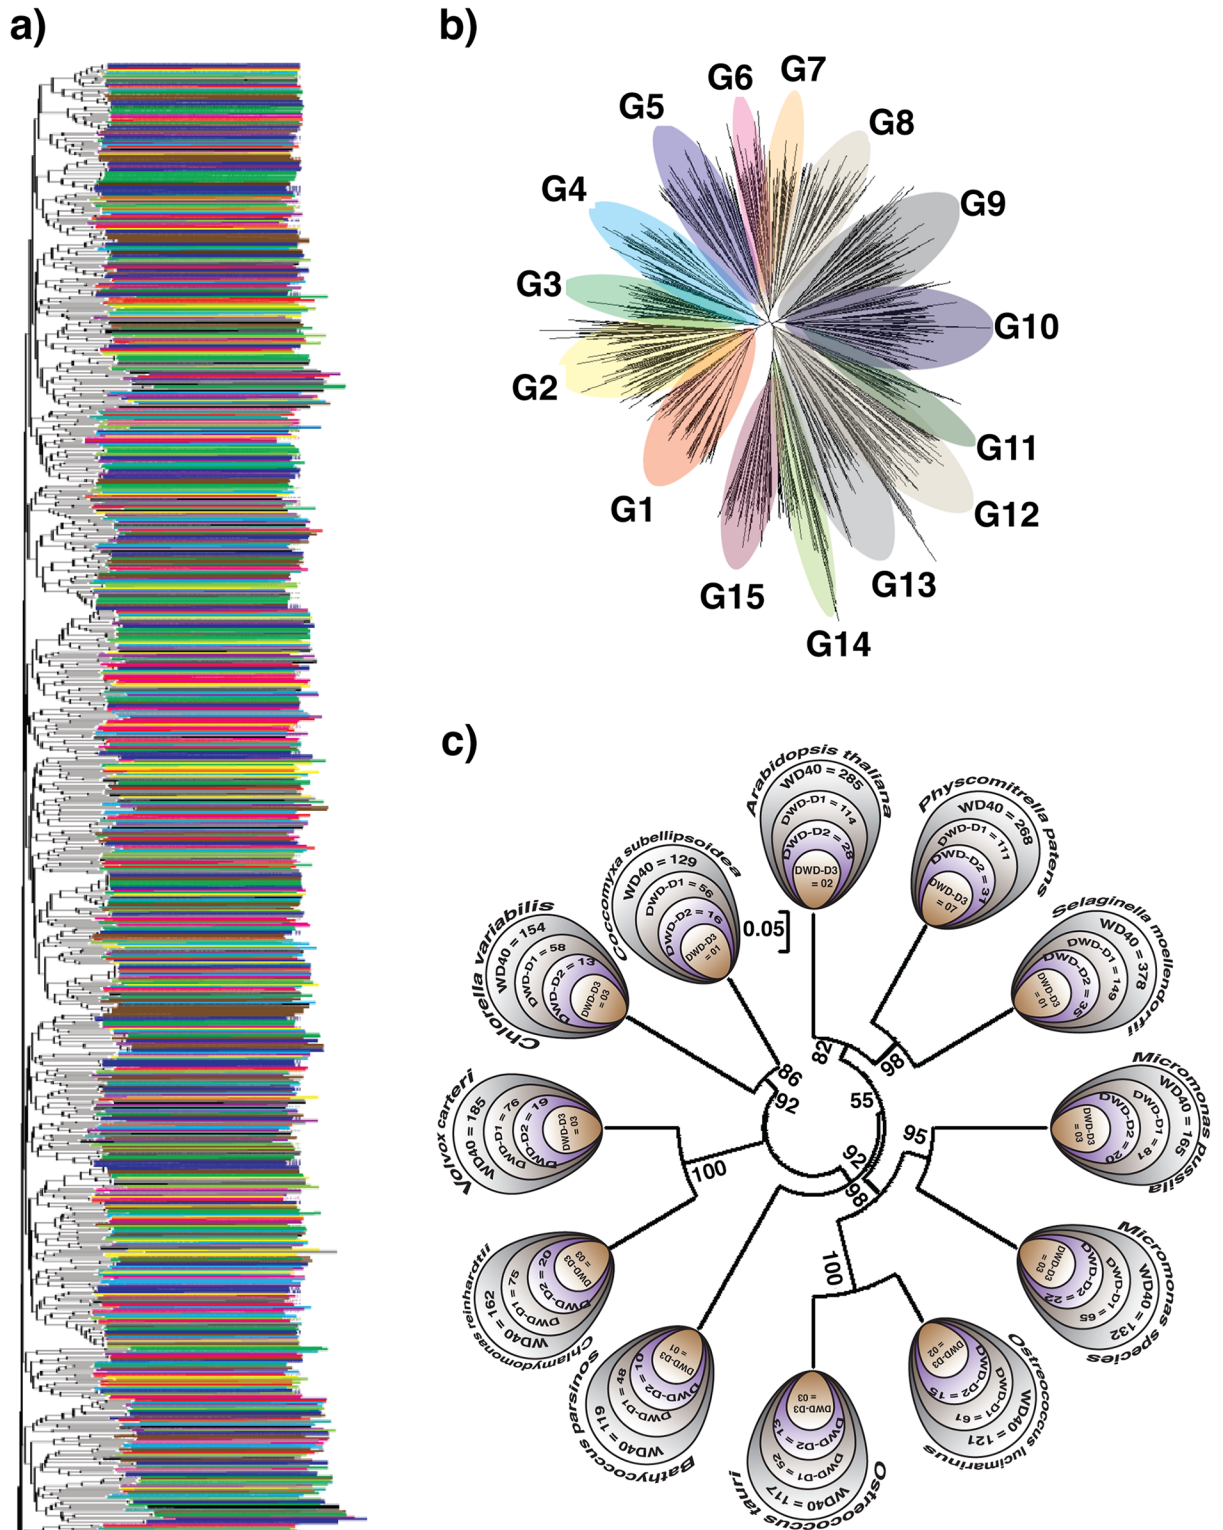 a)
b)
G1
G2
G3
G4
G5
G6
G7
G8
G9
G10
G11
G12
G13
G14
G15
c)
Arabidopsis thaliana
WD40 = 285
DWD-D1 = 114
DWD-D2 = 28
DWD-D3
= 02
Physcomitrella patens
WD40 = 268
DWD-D1 = 111
DWD-D2 = 31
DWD-D3
= 07
Selaginella moellendorfii
WD40 = 378
DWD-D1 = 149
DWD-D2 = 35
DWD-D3
= 01
Micromonas pussila
WD40 = 165
DWD-D1 = 81
DWD-D2 = 20
DWD-D3
= 03
Micromonas species
WD40 = 132
DWD-D1 = 65
DWD-D2 = 22
DWD-D3
= 03
Ostreococcus lucimarinus
WD40 = 121
DWD-D1 = 61
DWD-D2 = 15
DWD-D3
= 02
Ostreococcus tauri
WD40 = 117
DWD-D1 = 52
DWD-D2 = 13
DWD-D3
= 03
Bathycoccus parsinos
WD40 = 119
DWD-D1 = 48
DWD-D2 = 10
DWD-D3
= 01
Chlamydomonas reinhardtii
WD40 = 162
DWD-D1 = 75
DWD-D2 = 20
DWD-D3
= 03
Volvox carteri
WD40 = 185
DWD-D1 = 76
DWD-D2 = 19
DWD-D3
= 03
Chlorella variabilis
WD40 = 154
DWD-D1 = 58
DWD-D2 = 13
DWD-D3
= 03
Coccomyxa subellipsoidea
WD40 = 129
DWD-D1 = 56
DWD-D2 = 16
DWD-D3
= 01
0.05
82
98
86
92
55
95
92
98
100
100